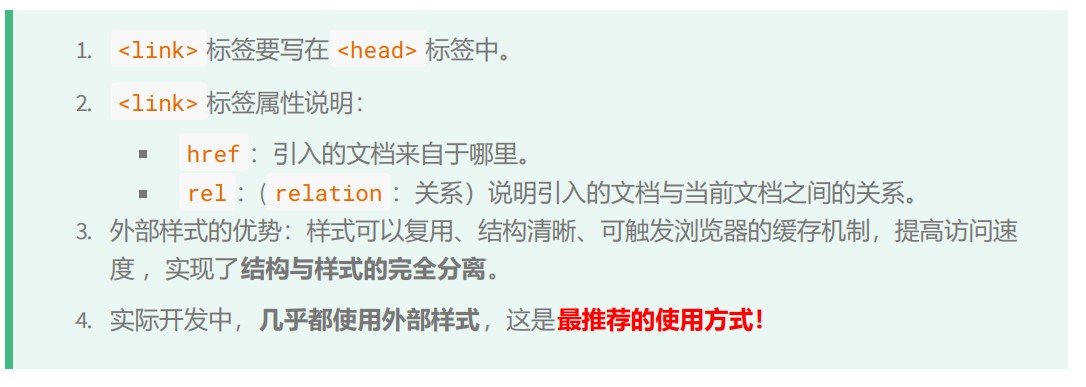 1. <link>标签要写在<head>标签中。
2. <link>标签属性说明：
▪ href：引入的文档来自于哪里。
▪ rel：（relation：关系）说明引入的文档与当前文档之间的关系。
3. 外部样式的优势：样式可以复用、结构清晰、可触发浏览器的缓存机制，提高访问速
度 ，实现了结构与样式的完全分离。
4. 实际开发中，几乎都使用外部样式，这是最推荐的使用方式！